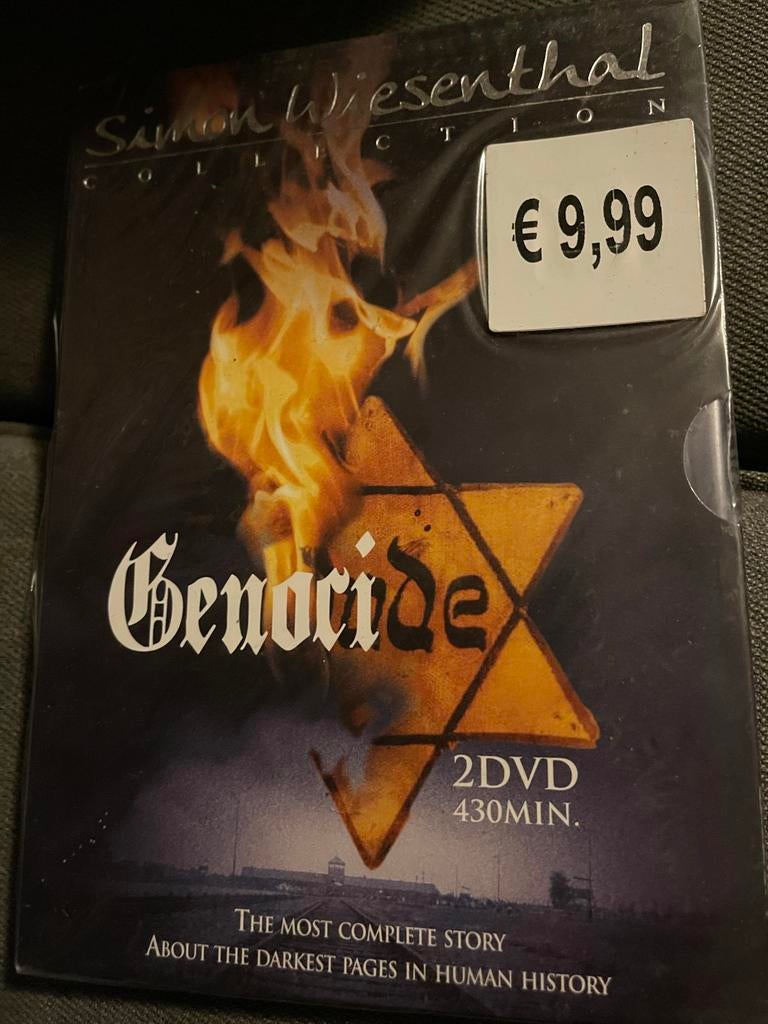 Simon Wiesenthal
COLLECTION
€ 9,99
Genocide
2DVD
430MIN.
THE MOST COMPLETE STORY
ABOUT THE DARKEST PAGES IN HUMAN HISTORY